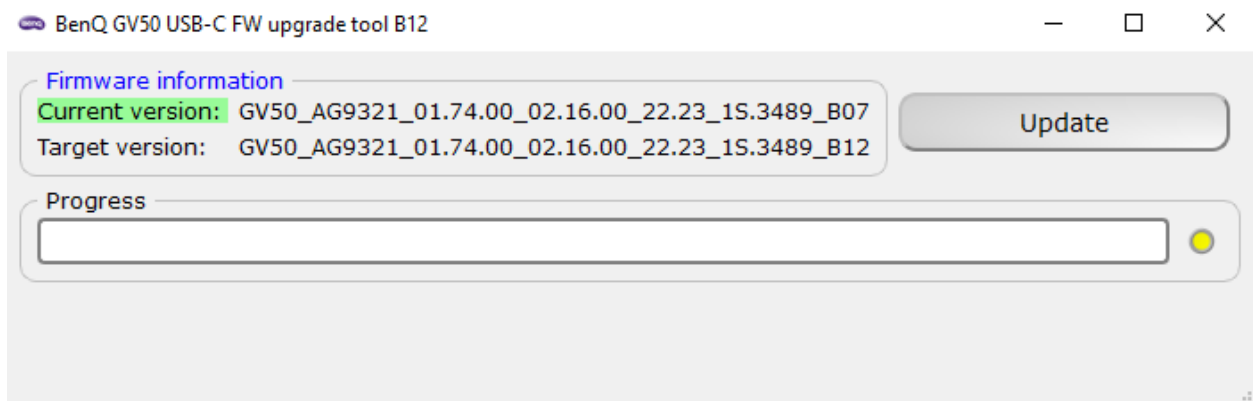 BenQ BenQ GV50 USB-C FW upgrade tool B12
Firmware information
Current version: GV50_AG9321_01.74.00_02.16.00_22.23_1S.3489_B07
Target version: GV50_AG9321_01.74.00_02.16.00_22.23_1S.3489_B12
Update
Progress